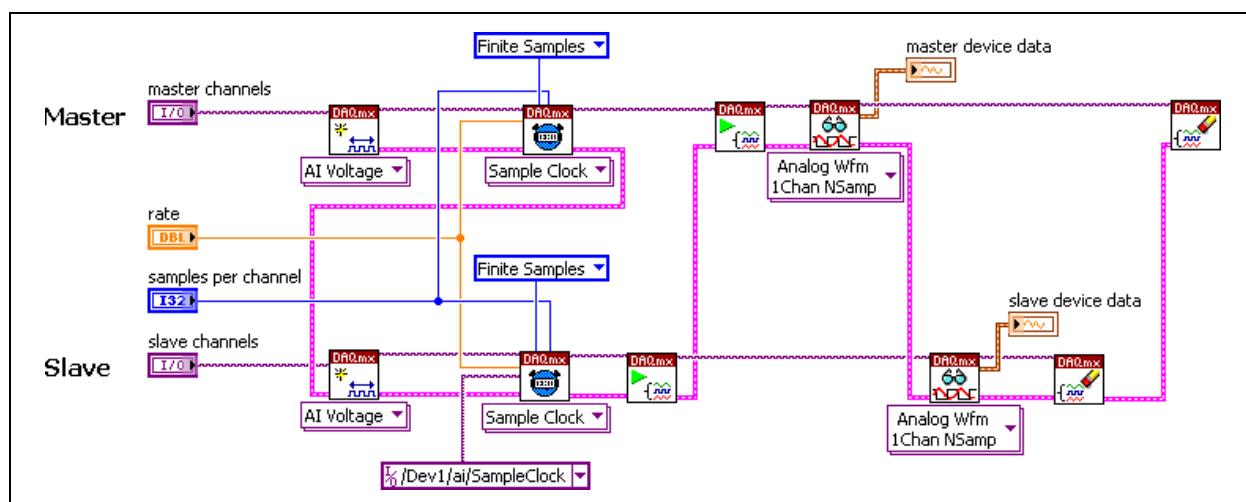 Finite Samples
master device data
master channels
Master
I/O
DAQmx
DAQmx
DAQmx
DAQmx
DAQmx
AI Voltage
Sample Clock
Analog Wfm
1Chan NSamp
rate
DBL
Finite Samples
samples per channel
I32
slave device data
slave channels
Slave
I/O
DAQmx
DAQmx
DAQmx
DAQmx
DAQmx
AI Voltage
Sample Clock
Analog Wfm
1Chan NSamp
I/O /Dev1/ai/SampleClock